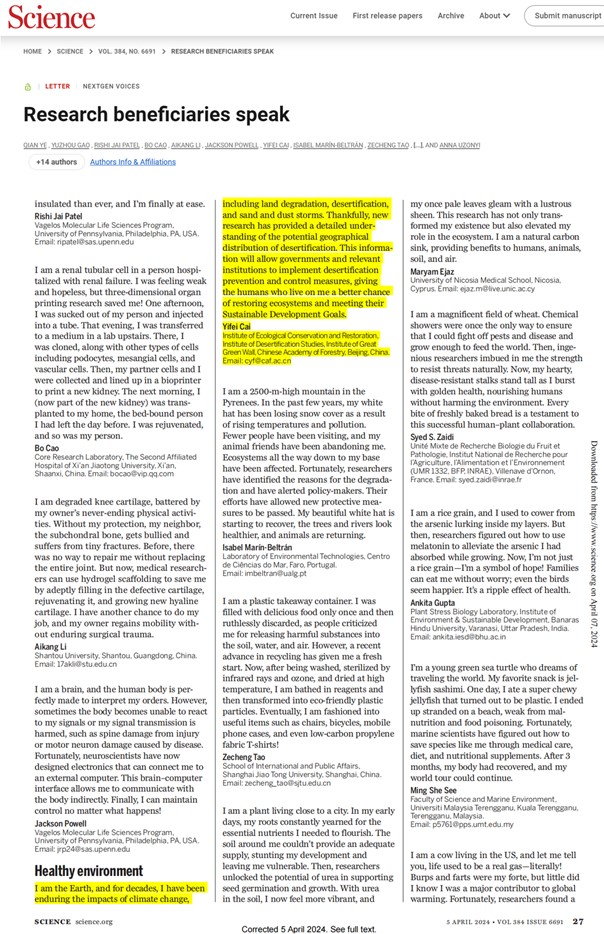 Science
Current Issue First release papers Archive About Submit manuscript
HOME > SCIENCE > VOL. 384, NO. 6691 > RESEARCH BENEFICIARIES SPEAK
LETTER | NEXTGEN VOICES
Research beneficiaries speak
QIAN YE, YUZHOU GAO, RISHI JAI PATEL, BO CAO, AIKANG LI, JACKSON POWELL, YIFEI CAI, ISABEL MARÍN-BELTRÁN, ZECHENG TAO, [...], AND ANNA UZONYI
+14 authors Authors Info & Affiliations
insulated than ever, and I'm finally at ease.
Rishi Jai Patel
Vagelos Molecular Life Sciences Program,
University of Pennsylvania, Philadelphia, PA, USA.
Email: ripatel@sas.upenn.edu
I am a renal tubular cell in a person hospi-
talized with renal failure. I was feeling weak
and hopeless, but three-dimensional organ
printing research saved me! One afternoon,
I was sucked out of my person and injected
into a tube. That evening, I was transferred
to a medium in a lab upstairs. There, I
was cloned, along with other types of cells
including podocytes, mesangial cells, and
vascular cells. Then, my partner cells and I
were collected and lined up in a bioprinter
to print a new kidney. The next morning, I
(now part of the new kidney) was trans-
planted to my home, the bed-bound person
I had left the day before. I was rejuvenated,
and so was my person.
Bo Cao
Core Research Laboratory, The Second Affiliated
Hospital of Xi'an Jiaotong University, Xi'an,
Shaanxi, China. Email: bocao@vip.qq.com
I am degraded knee cartilage, battered by
my owner's never-ending physical activi-
ties. Without my protection, my neighbor,
the subchondral bone, gets bullied and
suffers from tiny fractures. Before, there
was no way to repair me without replacing
the entire joint. But now, medical research-
ers can use hydrogel scaffolding to save me
by adeptly filling in the defective cartilage,
rejuvenating it, and growing new hyaline
cartilage. I have another chance to do my
job, and my owner regains mobility with-
out enduring surgical trauma.
Aikang Li
Shantou University, Shantou, Guangdong, China.
Email: 17akli@stu.edu.cn
I am a brain, and the human body is per-
fectly made to interpret my orders. However,
sometimes the body becomes unable to react
to my signals or my signal transmission is
harmed, such as spine damage from injury
or motor neuron damage caused by disease.
Fortunately, neuroscientists have now
designed electronics that can connect me to
an external computer. This brain–computer
interface allows me to communicate with
the body indirectly. Finally, I can maintain
control no matter what happens!
Jackson Powell
Vagelos Molecular Life Sciences Program,
University of Pennsylvania, Philadelphia, PA, USA.
Email: jrp24@sas.upenn.edu
Healthy environment
I am the Earth, and for decades, I have been
enduring the impacts of climate change,
including land degradation, desertification,
and sand and dust storms. Thankfully, new
research has provided a detailed under-
standing of the potential geographical
distribution of desertification. This informa-
tion will allow governments and relevant
institutions to implement desertification
prevention and control measures, giving
the humans who live on me a better chance
of restoring ecosystems and meeting their
Sustainable Development Goals.
Yifei Cai
Institute of Ecological Conservation and Restoration,
Institute of Desertification Studies, Institute of Great
Green Wall, Chinese Academy of Forestry, Beijing, China.
Email: cyf@caf.ac.cn
I am a 2500-m-high mountain in the
Pyrenees. In the past few years, my white
hat has been losing snow cover as a result
of rising temperatures and pollution.
Fewer people have been visiting, and my
animal friends have been abandoning me.
Ecosystems all the way down to my base
have been affected. Fortunately, researchers
have identified the reasons for the degrada-
tion and have alerted policy-makers. Their
efforts have allowed new protective mea-
sures to be passed. My beautiful white hat is
starting to recover, the trees and rivers look
healthier, and animals are returning.
Isabel Marín-Beltrán
Laboratory of Environmental Technologies, Centro
de Ciências do Mar, Faro, Portugal.
Email: imbeltran@ualg.pt
I am a plastic takeaway container. I was
filled with delicious food only once and then
ruthlessly discarded, as people criticized
me for releasing harmful substances into
the soil, water, and air. However, a recent
advance in recycling has given me a fresh
start. Now, after being washed, sterilized by
infrared rays and ozone, and dried at high
temperature, I am bathed in reagents and
then transformed into eco-friendly plastic
particles. Eventually, I am fashioned into
useful items such as chairs, bicycles, mobile
phone cases, and even low-carbon propylene
fabric T-shirts!
Zecheng Tao
School of International and Public Affairs,
Shanghai Jiao Tong University, Shanghai, China.
Email: zecheng_tao@sjtu.edu.cn
I am a plant living close to a city. In my early
days, my roots constantly yearned for the
essential nutrients I needed to flourish. The
soil around me couldn't provide an adequate
supply, stunting my development and
leaving me vulnerable. Then, researchers
unlocked the potential of urea in supporting
seed germination and growth. With urea
in the soil, I now feel more vibrant, and
my once pale leaves gleam with a lustrous
sheen. This research has not only trans-
formed my existence but also elevated my
role in the ecosystem. I am a natural carbon
sink, providing benefits to humans, animals,
soil, and air.
Maryam Ejaz
University of Nicosia Medical School, Nicosia,
Cyprus. Email: ejaz.m@live.unic.ac.cy
I am a magnificent field of wheat. Chemical
showers were once the only way to ensure
that I could fight off pests and disease and
grow enough to feed the world. Then, inge-
nious researchers imbued in me the strength
to resist threats naturally. Now, my hearty,
disease-resistant stalks stand tall as I burst
with golden health, nourishing humans
without harming the environment. Every
bite of freshly baked bread is a testament to
this successful human–plant collaboration.
Syed S. Zaidi
Unité Mixte de Recherche Biologie du Fruit et
Pathologie, Institut National de Recherche pour
l'Agriculture, l'Alimentation et l'Environnement
(UMR 1332, BFP, INRAE), Villenave d'Ornon,
France. Email: syed.zaidi@inrae.fr
I am a rice grain, and I used to cower from
the arsenic lurking inside my layers. But
then, researchers figured out how to use
melatonin to alleviate the arsenic I had
absorbed while growing. Now, I'm not just
a rice grain—I'm a symbol of hope! Families
can eat me without worry; even the birds
seem happier. It's a ripple effect of health.
Ankita Gupta
Plant Stress Biology Laboratory, Institute of
Environment & Sustainable Development, Banaras
Hindu University, Varanasi, Uttar Pradesh, India.
Email: ankita.iesd@bhu.ac.in
I'm a young green sea turtle who dreams of
traveling the world. My favorite snack is jel-
lyfish sashimi. One day, I ate a super chewy
jellyfish that turned out to be plastic. I ended
up stranded on a beach, weak from mal-
nutrition and food poisoning. Fortunately,
marine scientists have figured out how to
save species like me through medical care,
diet, and nutritional supplements. After 3
months, my body had recovered, and my
world tour could continue.
Ming She See
Faculty of Science and Marine Environment,
Universiti Malaysia Terengganu, Kuala Terengganu,
Terengganu, Malaysia.
Email: p5761@pps.umt.edu.my
I am a cow living in the US, and let me tell
you, life used to be a real gas—literally!
Burps and farts were my forte, but little did
I know I was a major contributor to global
warming. Fortunately, researchers found a
Downloaded from https://www.science.org on April 07, 2024
SCIENCE science.org
Corrected 5 April 2024. See full text.
5 APRIL 2024 • VOL 384 ISSUE 6691 27